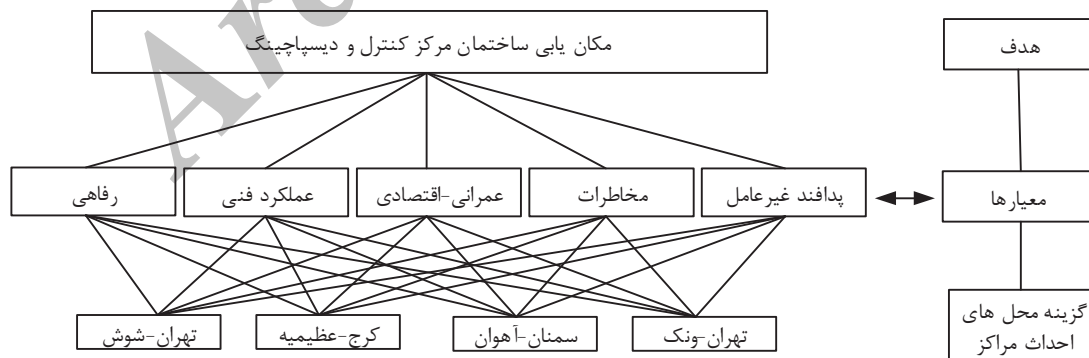 مکان یابی ساختمان مرکز کنترل و دیسپاچینگ
هدف
پدافند غیرعامل
مخاطرات
عمرانی-اقتصادی
عملکرد فنی
رفاهی
معیارها
تهران-ونک
سمنان-آهوان
کرج-عظیمیه
تهران-شوش
گزینه محل های
احداث مراکز